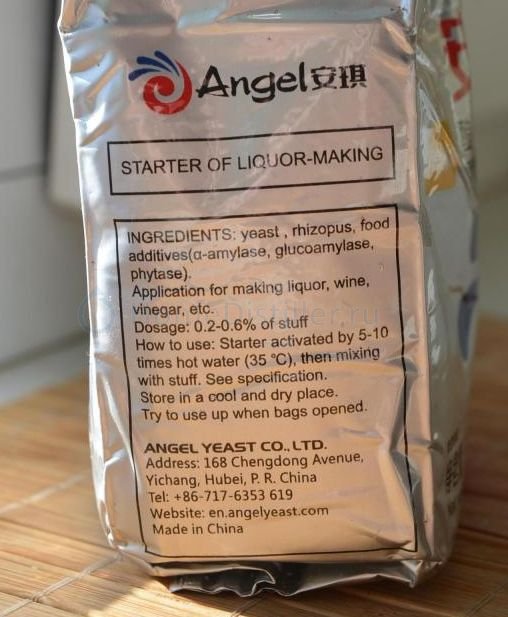 Angel安琪
STARTER OF LIQUOR-MAKING
INGREDIENTS: yeast , rhizopus, food
additives(α-amylase, glucoamylase,
phytase).
Application for making liquor, wine,
vinegar, etc.
Distiller.ru
Dosage: 0.2-0.6% of stuff
How to use: Starter activated by 5-10
times hot water (35 ℃), then mixing
with stuff. See specification.
Store in a cool and dry place.
Try to use up when bags opened.
ANGEL YEAST CO., LTD.
Address: 168 Chengdong Avenue,
Yichang, Hubei, P. R. China
Tel: +86-717-6353 619
Website: en.angelyeast.com
Made in China